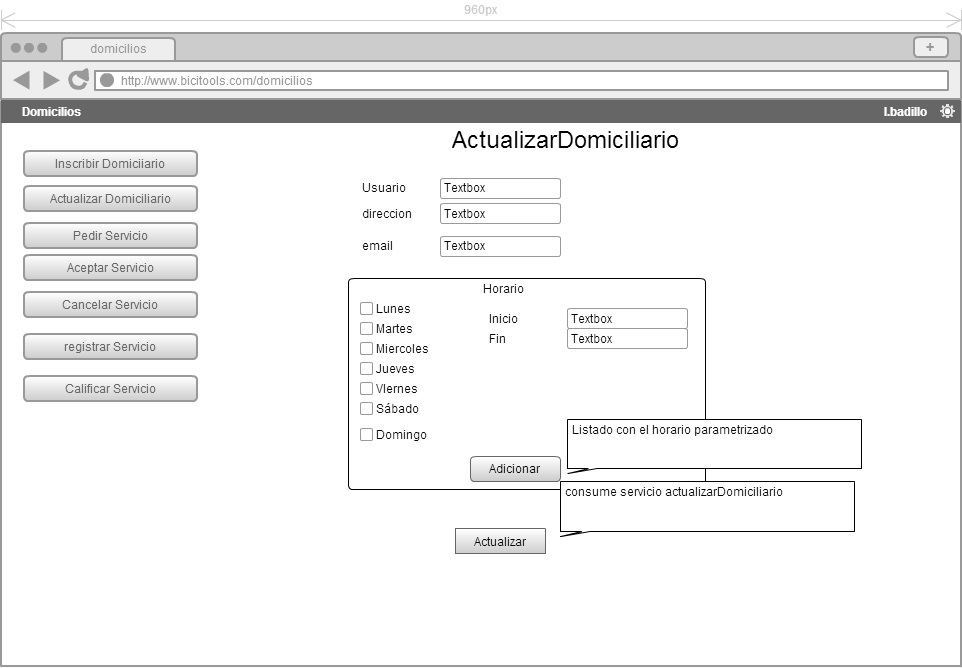 960px
domicilios
+
http://www.bicitools.com/domicilios
Domicilios
l.badillo
ActualizarDomiciliario
Inscribir Domiciiario
Actualizar Domiciliario
Pedir Servicio
Aceptar Servicio
Cancelar Servicio
registrar Servicio
Calificar Servicio
Usuario Textbox
direccion Textbox
email Textbox
Horario
Lunes
Martes
Miercoles
Jueves
VIernes
Sábado
Domingo
Inicio Textbox
Fin Textbox
Listado con el horario parametrizado
Adicionar
consume servicio actualizarDomiciliario
Actualizar